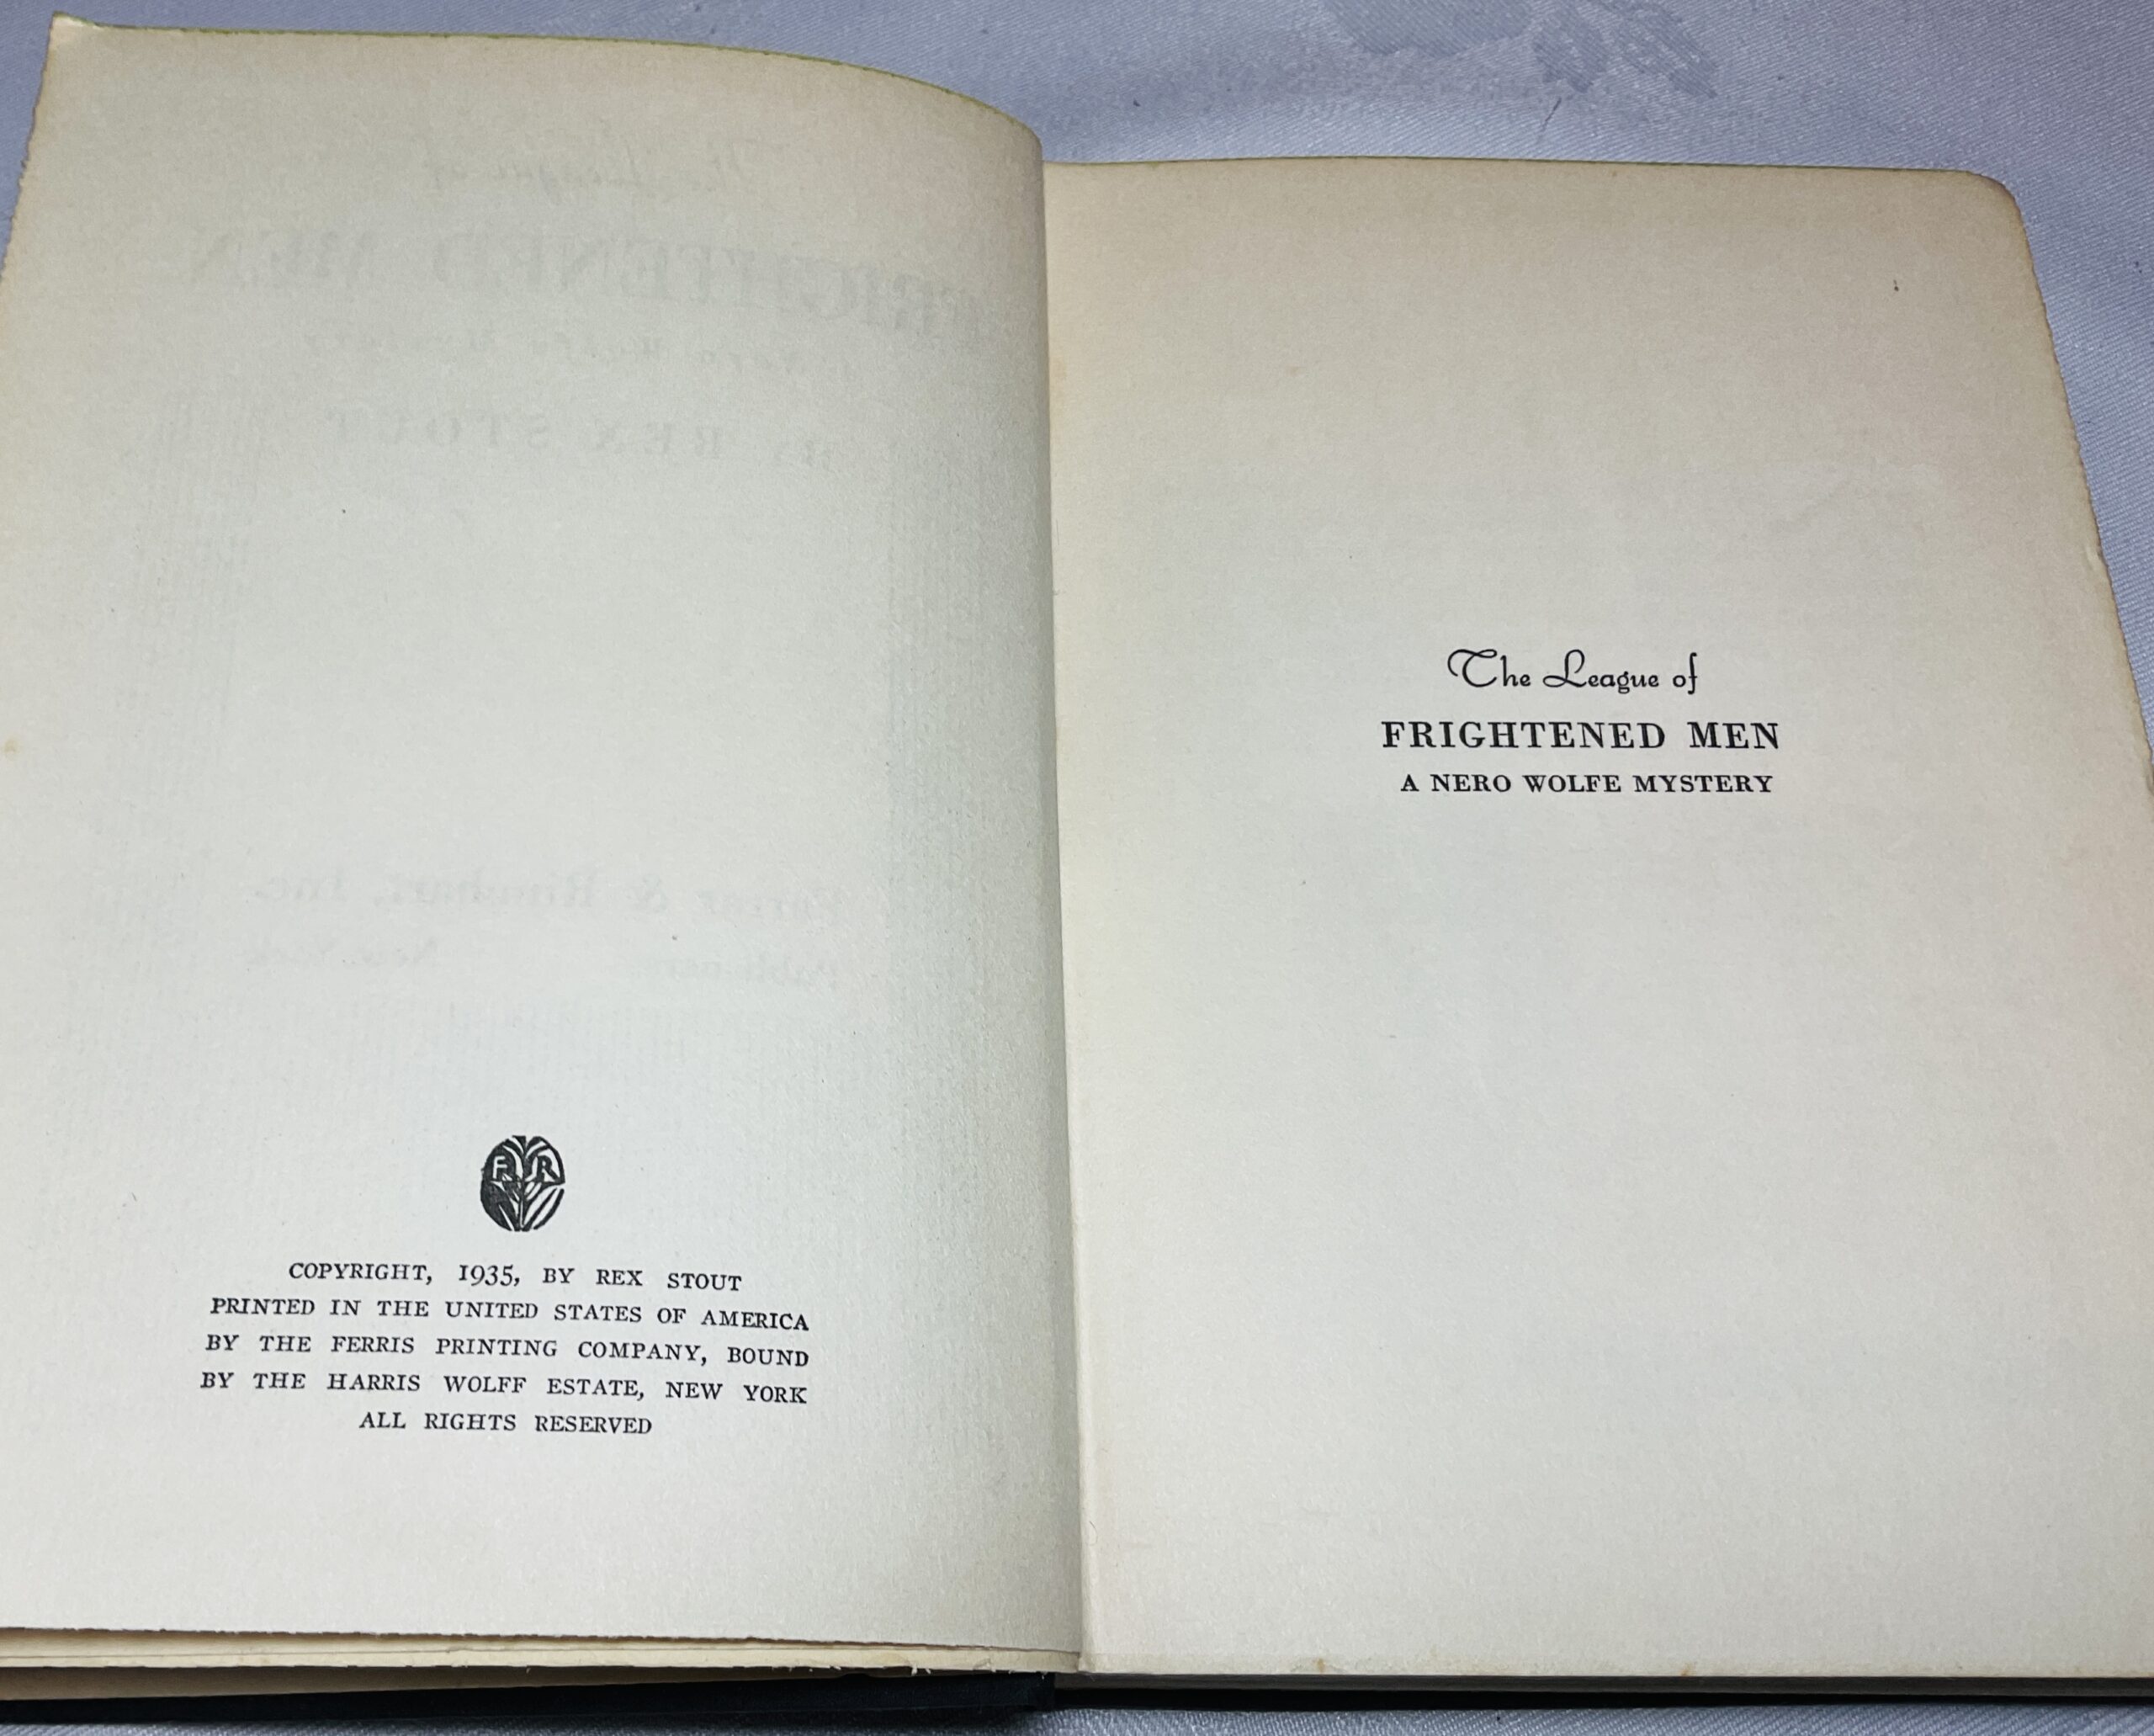 F R
COPYRIGHT, 1935, BY REX STOUT
PRINTED IN THE UNITED STATES OF AMERICA
BY THE FERRIS PRINTING COMPANY, BOUND
BY THE HARRIS WOLFF ESTATE, NEW YORK
ALL RIGHTS RESERVED
The League of
FRIGHTENED MEN
A NERO WOLFE MYSTERY